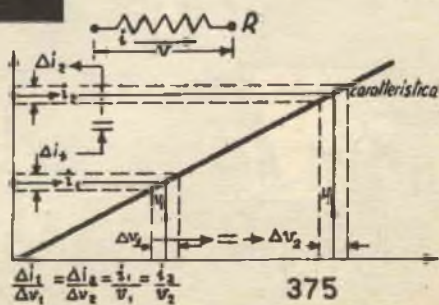 R
i
v
Δi₂
i₂
caratteristica
Δi₁
i₁
v₁
v₂
Δv₁ = Δv₂
Δi₁/Δv₁ = Δi₂/Δv₂ = i₁/v₁ = i₂/v₂
375